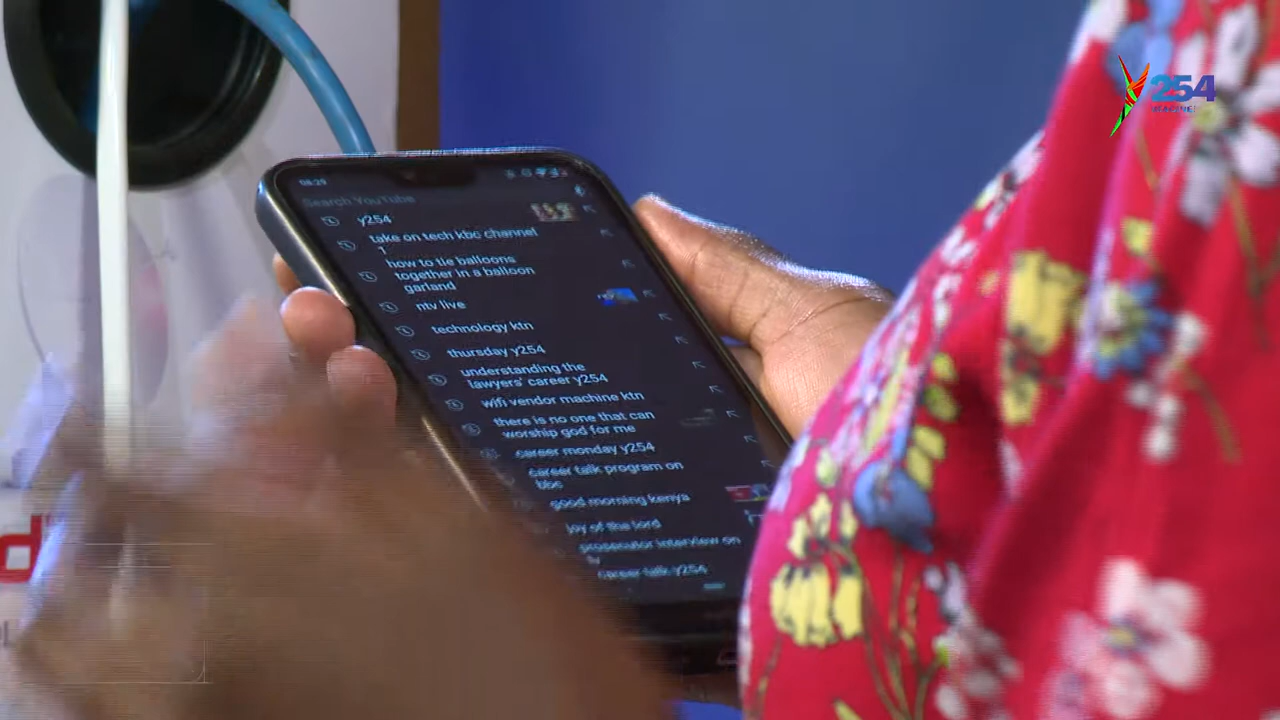 254
08:29
Search YouTube
y254
take on tech kbc channel
1
how to tie balloons
together in a balloon
garland
ntv live
technology ktn
thursday y254
understanding the
lawyers' career y254
wifi vendor machine ktn
there is no one that can
worship god for me
career monday y254
career talk program on
bbc
good morning kenya
joy of the lord
prosecutor interview on
tv
career talk y254
d